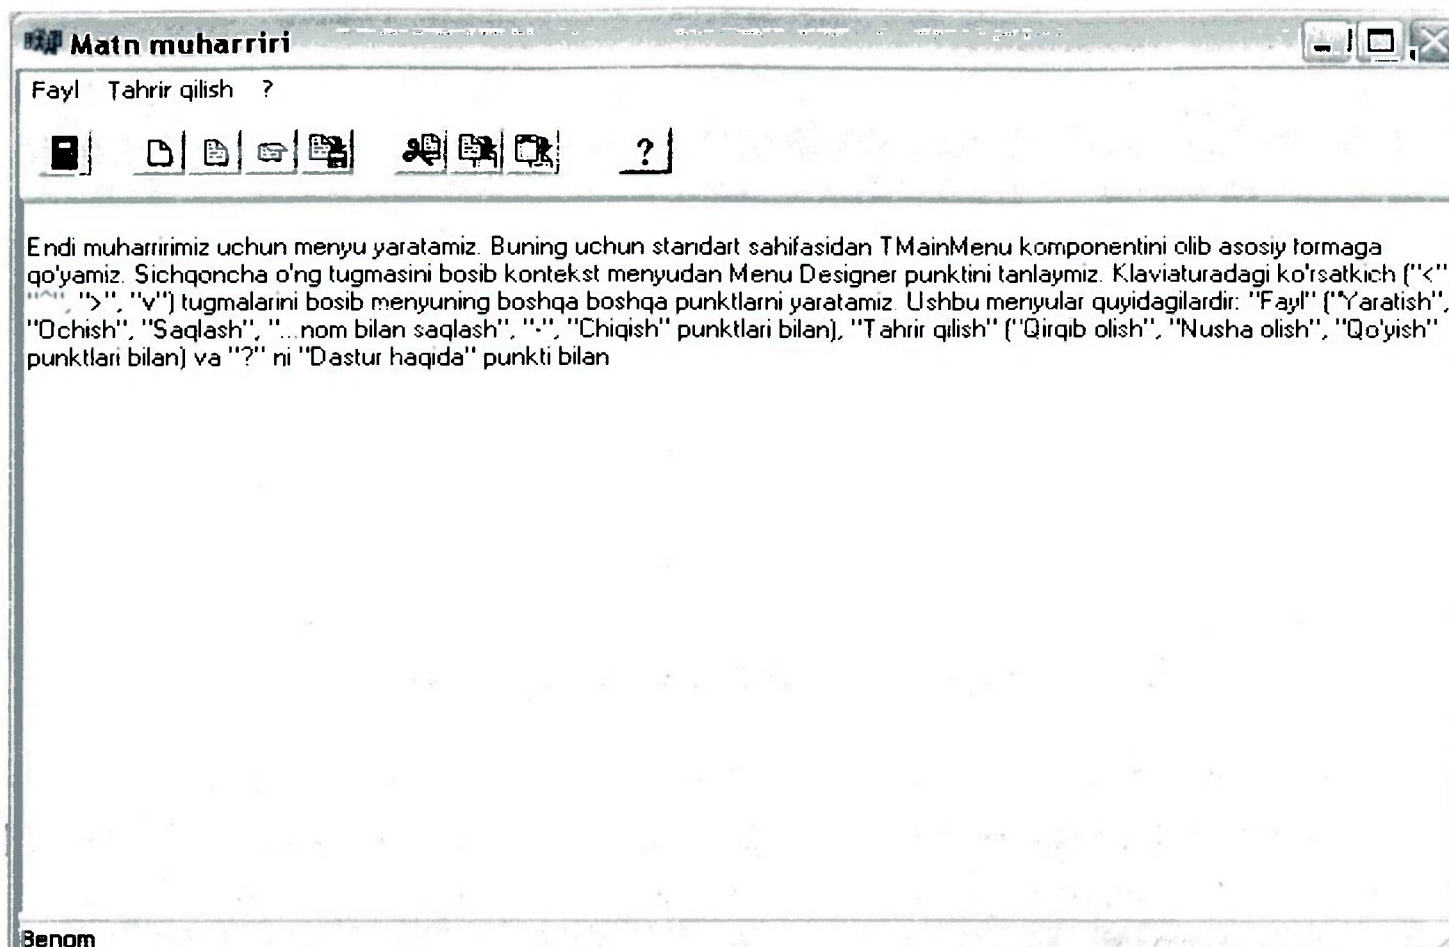 Matn muharriri
Fayl Tahrir qilish ?
?
Endi muharririmiz uchun menyu yaratamiz. Buning uchun standart sahifasidan TMainMenu komponentini olib asosiy formaga
qo'yamiz. Sichqoncha o'ng tugmasini bosib kontekst menyudan Menu Designer punktini tanlaymiz. Klaviaturadagi ko'rsatkich ("<"
"^", ">", "v") tugmalarini bosib menyuning boshqa boshqa punktlarni yaratamiz. Ushbu menyular quyidagilardir: "Fayl" ("Yaratish",
"Ochish", "Saqlash", "...nom bilan saqlash", "-", "Chiqish" punktlari bilan), "Tahrir qilish" ("Qirqib olish", "Nusha olish", "Qo'yish"
punktlari bilan) va "?" ni "Dastur haqida" punkti bilan
Benom